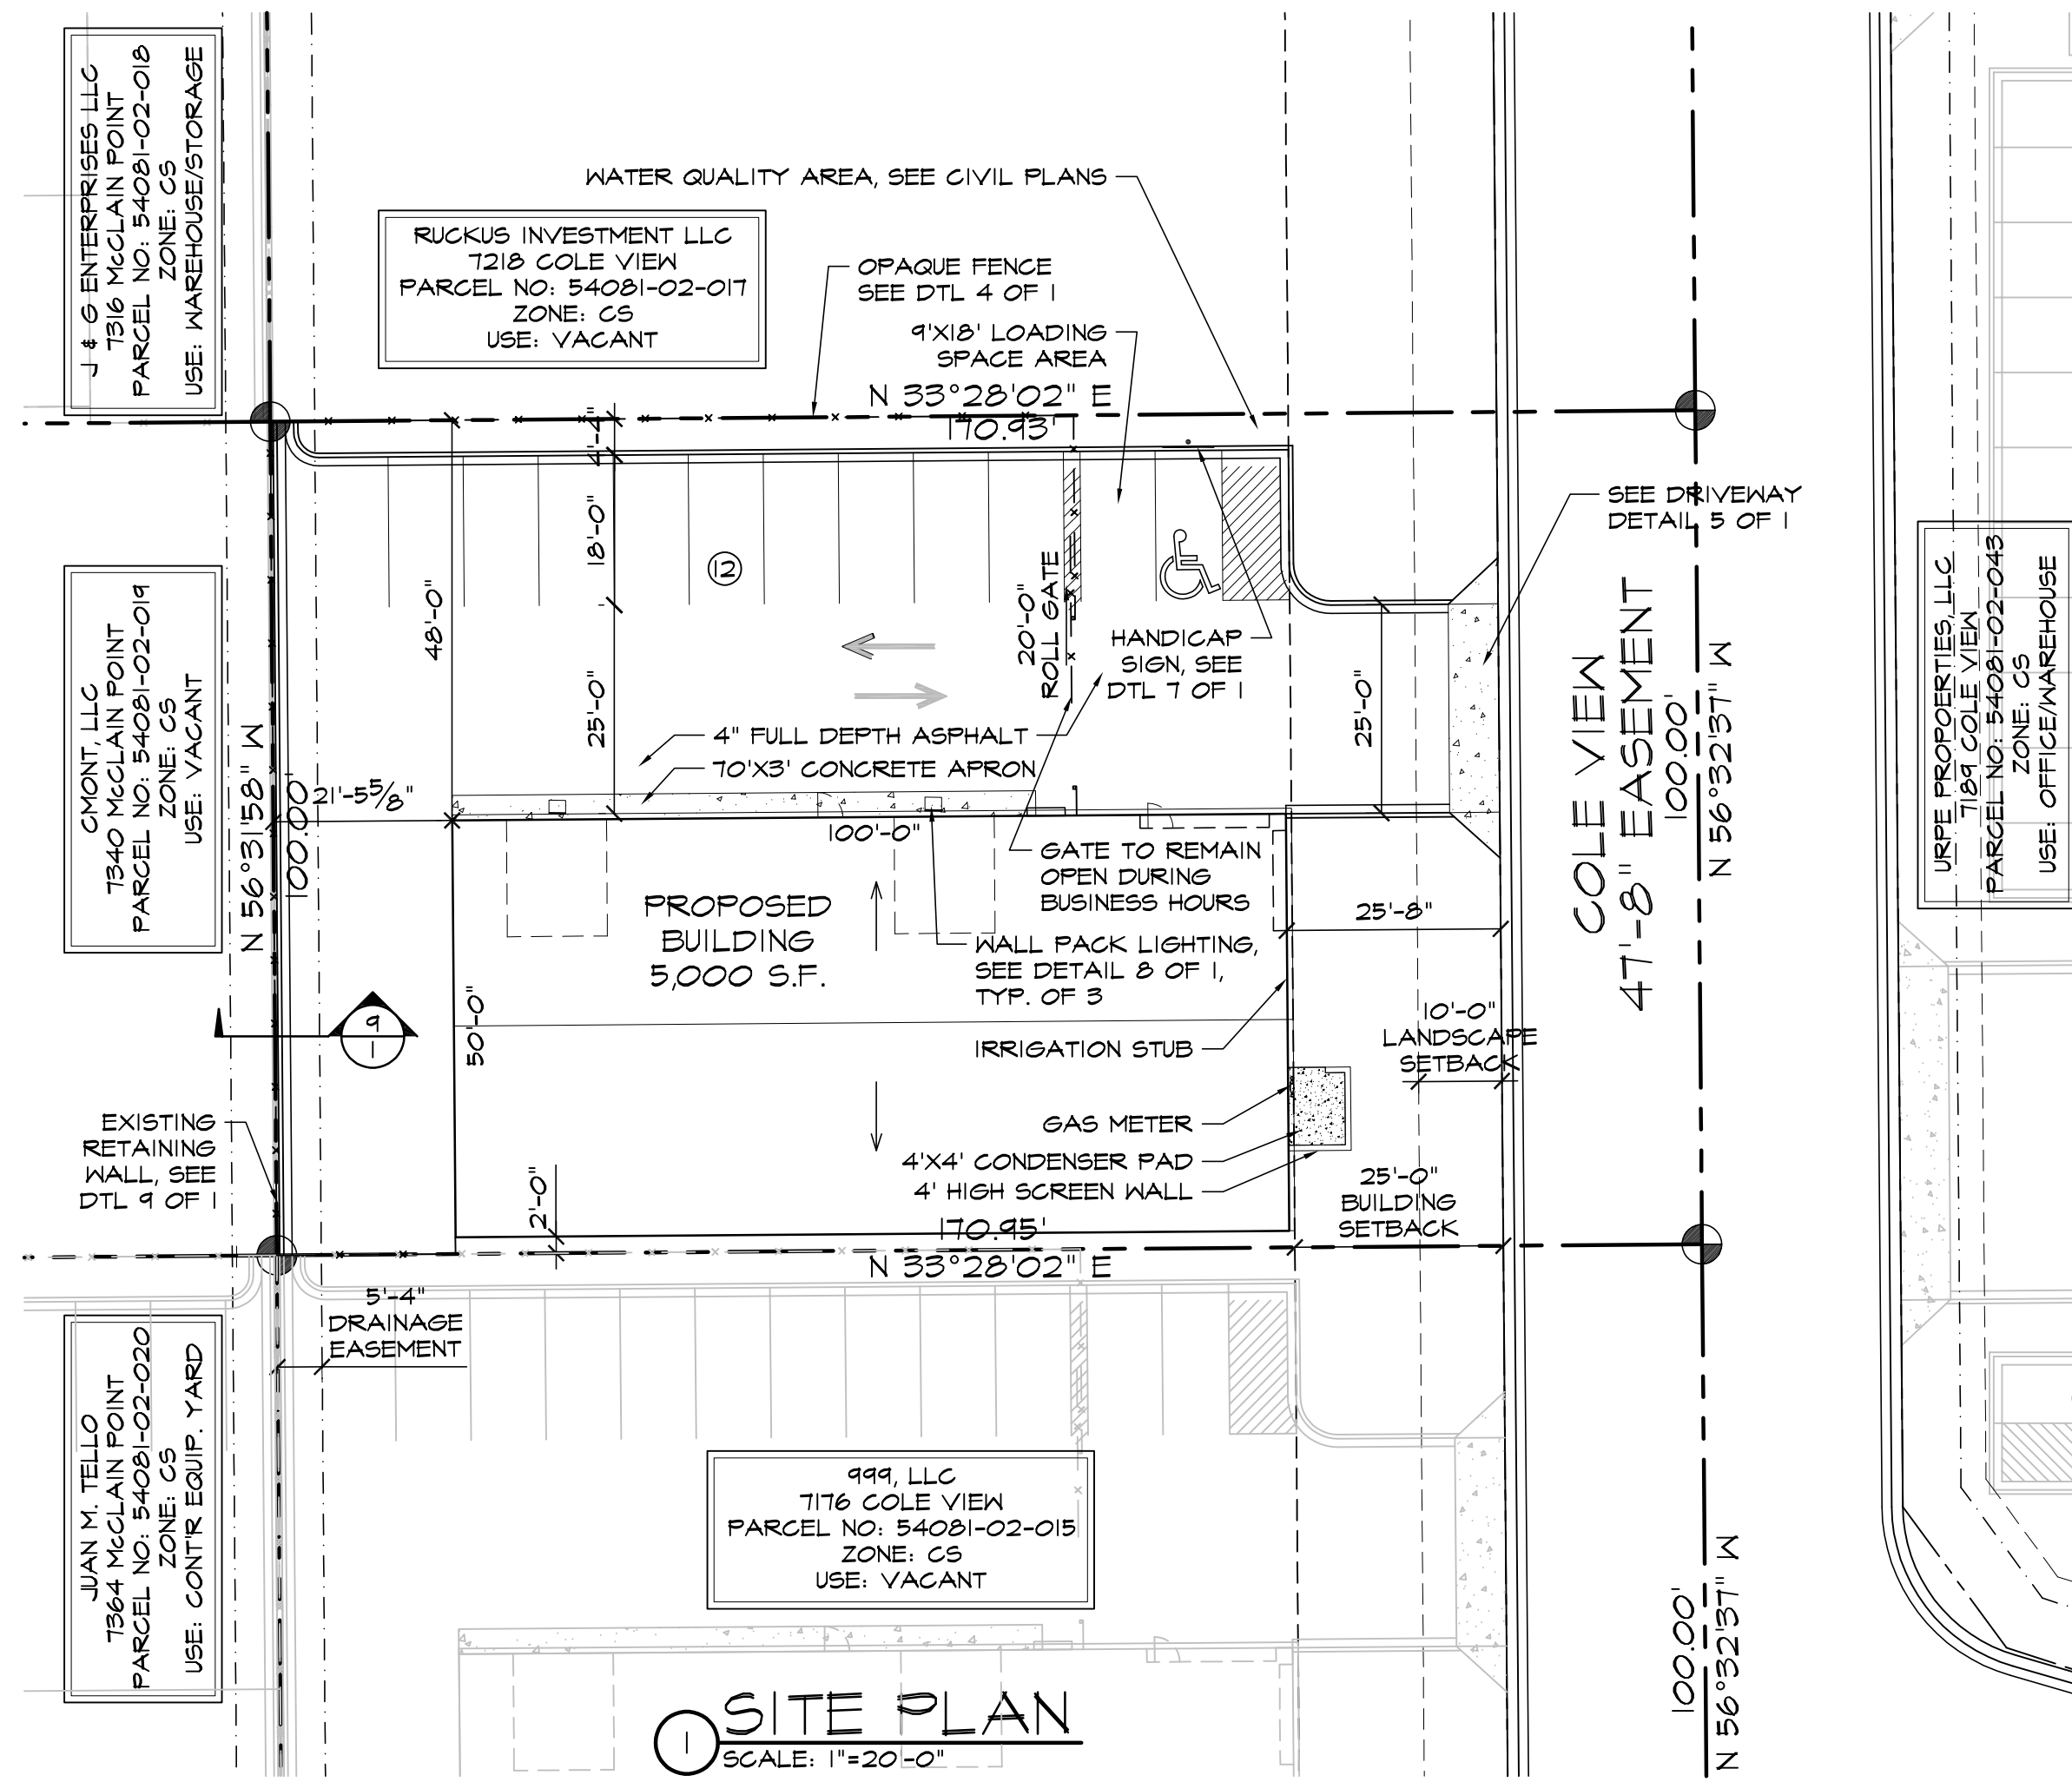 J & G ENTERPRISES LLC
7316 McCLAIN POINT
PARCEL NO: 54081-02-018
ZONE: CS
USE: WAREHOUSE/STORAGE
WATER QUALITY AREA, SEE CIVIL PLANS
RUCKUS INVESTMENT LLC
7218 COLE VIEW
PARCEL NO: 54081-02-017
ZONE: CS
USE: VACANT
OPAQUE FENCE
SEE DTL 4 OF 1
9'X18' LOADING
SPACE AREA
N 33°28'02" E
170.93'
4'-4"
SEE DRIVEWAY
DETAIL 5 OF 1
18'-0"
12
48'-0"
20'-0"
ROLL GATE
HANDICAP
SIGN, SEE
DTL 7 OF 1
25'-0"
25'-0"
4" FULL DEPTH ASPHALT
70'X3' CONCRETE APRON
CMONT, LLC
7340 McCLAIN POINT
PARCEL NO: 54081-02-019
ZONE: CS
USE: VACANT
N 56°31'58" W
100.00'
21'-5 5/8"
100'-0"
COLE VIEW
47'-8" EASEMENT
100.00'
N 56°32'37" W
URPE PROPOERTIES, LLC
7189 COLE VIEW
PARCEL NO: 54081-02-043
ZONE: CS
USE: OFFICE/WAREHOUSE
GATE TO REMAIN
OPEN DURING
BUSINESS HOURS
PROPOSED
BUILDING
5,000 S.F.
25'-8"
WALL PACK LIGHTING,
SEE DETAIL 8 OF 1,
TYP. OF 3
9
1
50'-0"
IRRIGATION STUB
10'-0"
LANDSCAPE
SETBACK
EXISTING
RETAINING
WALL, SEE
DTL 9 OF 1
GAS METER
4'X4' CONDENSER PAD
4' HIGH SCREEN WALL
2'-0"
25'-0"
BUILDING
SETBACK
170.95'
N 33°28'02" E
5'-4"
DRAINAGE
EASEMENT
JUAN M. TELLO
7364 McCLAIN POINT
PARCEL NO: 54081-02-020
ZONE: CS
USE: CONT'R EQUIP. YARD
999, LLC
7176 COLE VIEW
PARCEL NO: 54081-02-015
ZONE: CS
USE: VACANT
100.00'
N 56°32'37" W
1
SITE PLAN
SCALE: 1"=20'-0"